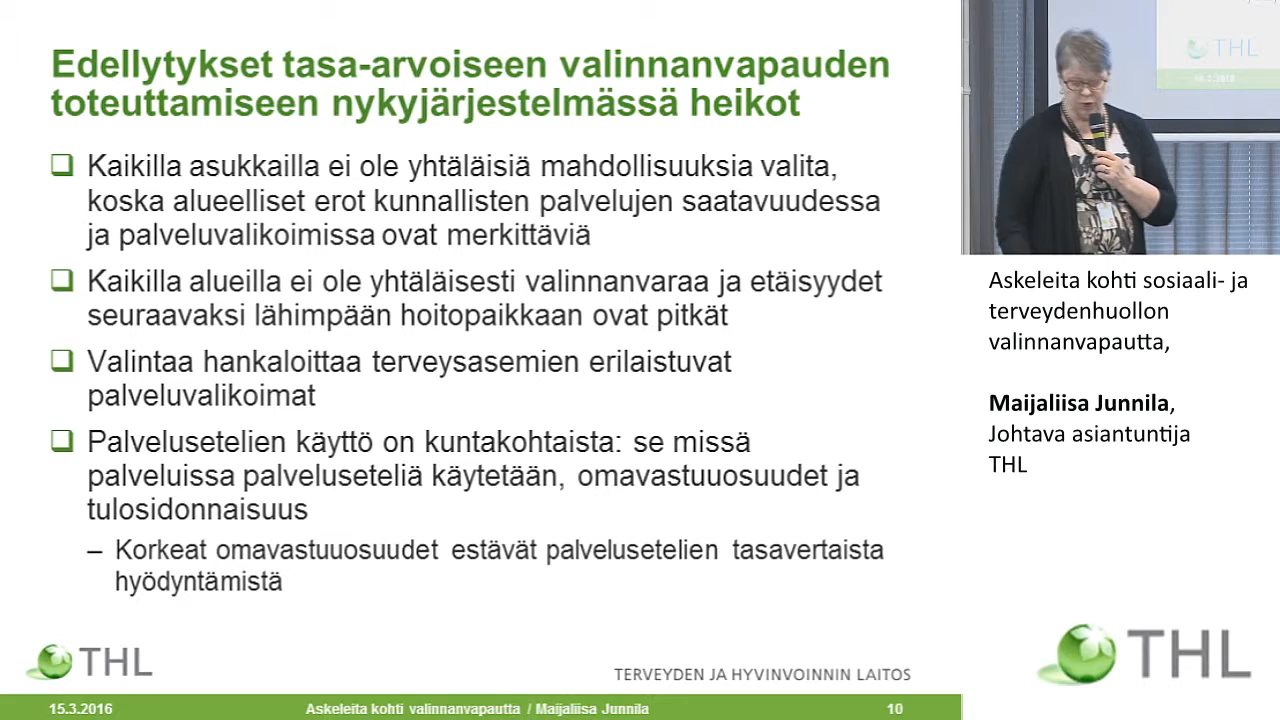 Edellytykset tasa-arvoiseen valinnanvapauden
toteuttamiseen nykyjärjestelmässä heikot
Kaikilla asukkailla ei ole yhtäläisiä mahdollisuuksia valita,
koska alueelliset erot kunnallisten palvelujen saatavuudessa
ja palveluvalikoimissa ovat merkittäviä
Kaikilla alueilla ei ole yhtäläisesti valinnanvaraa ja etäisyydet
seuraavaksi lähimpään hoitopaikkaan ovat pitkät
Valintaa hankaloittaa terveysasemien erilaistuvat
palveluvalikoimat
Palvelusetelien käyttö on kuntakohtaista: se missä
palveluissa palveluseteliä käytetään, omavastuuosuudet ja
tulosidonnaisuus
– Korkeat omavastuuosuudet estävät palvelusetelien tasavertaista
hyödyntämistä
THL
TERVEYDEN JA HYVINVOINNIN LAITOS
15.3.2016 Askeleita kohti valinnanvapautta / Maijaliisa Junnila 10
THL
15.3.2016
Askeleita kohti sosiaali- ja
terveydenhuollon
valinnanvapautta,
Maijaliisa Junnila,
Johtava asiantuntija
THL
THL